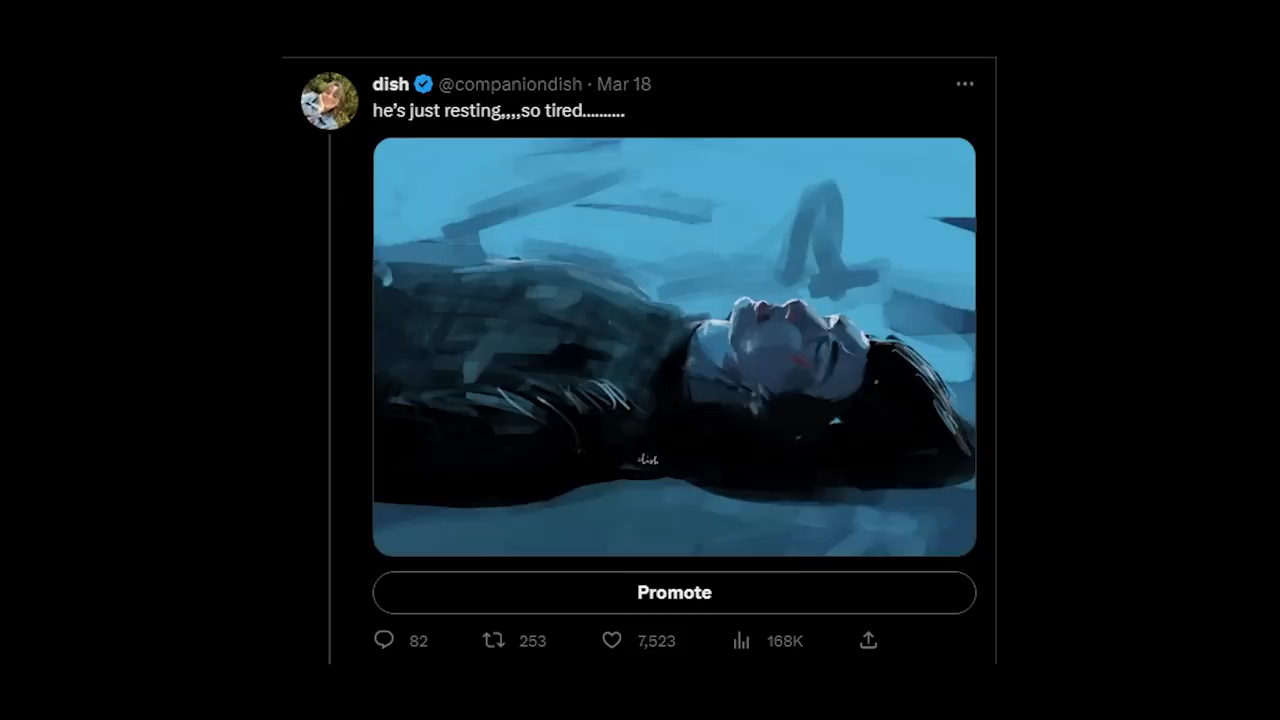 dish @companiondish · Mar 18
he's just resting,,,,so tired..........
dish
Promote
82 253 7,523 168K